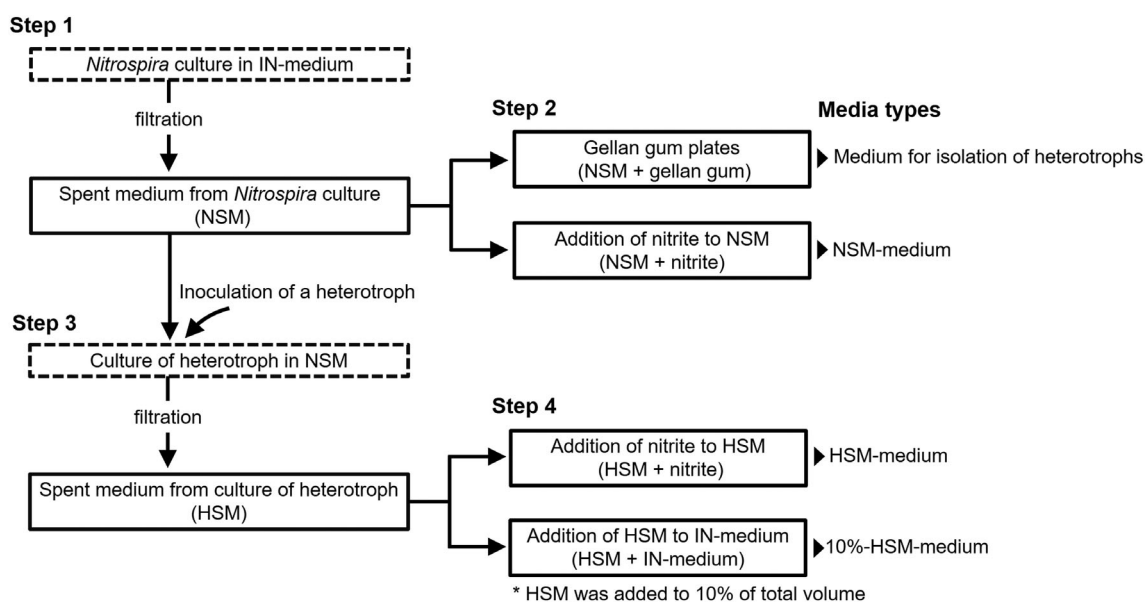 Step 1
Nitrospira culture in IN-medium
filtration
Spent medium from Nitrospira culture
(NSM)
Step 2
Media types
Gellan gum plates
(NSM + gellan gum)
Medium for isolation of heterotrophs
Addition of nitrite to NSM
(NSM + nitrite)
NSM-medium
Inoculation of a heterotroph
Step 3
Culture of heterotroph in NSM
filtration
Spent medium from culture of heterotroph
(HSM)
Step 4
Addition of nitrite to HSM
(HSM + nitrite)
HSM-medium
Addition of HSM to IN-medium
(HSM + IN-medium)
10%-HSM-medium
* HSM was added to 10% of total volume